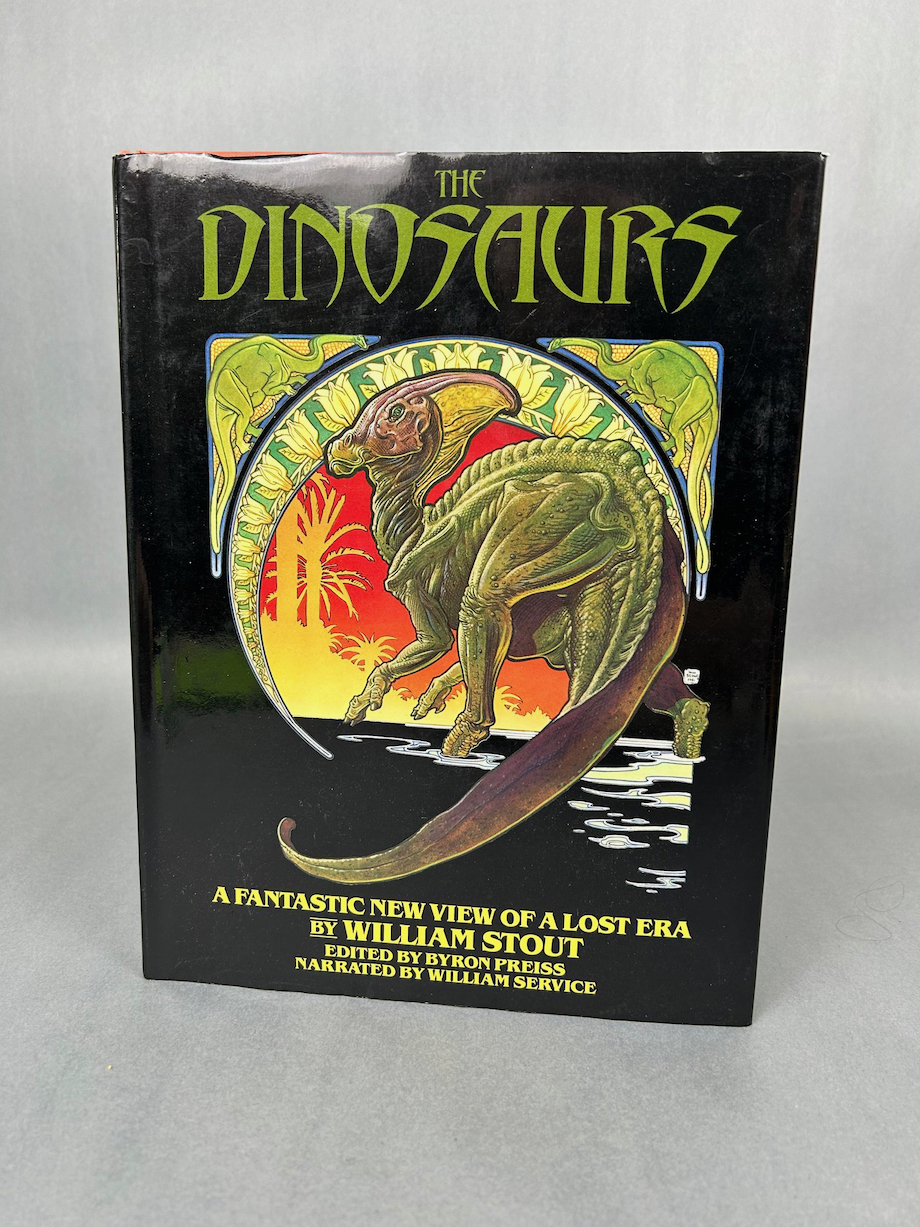 THE
DINOSAURS
A FANTASTIC NEW VIEW OF A LOST ERA
BY WILLIAM STOUT
EDITED BY BYRON PREISS
NARRATED BY WILLIAM SERVICE